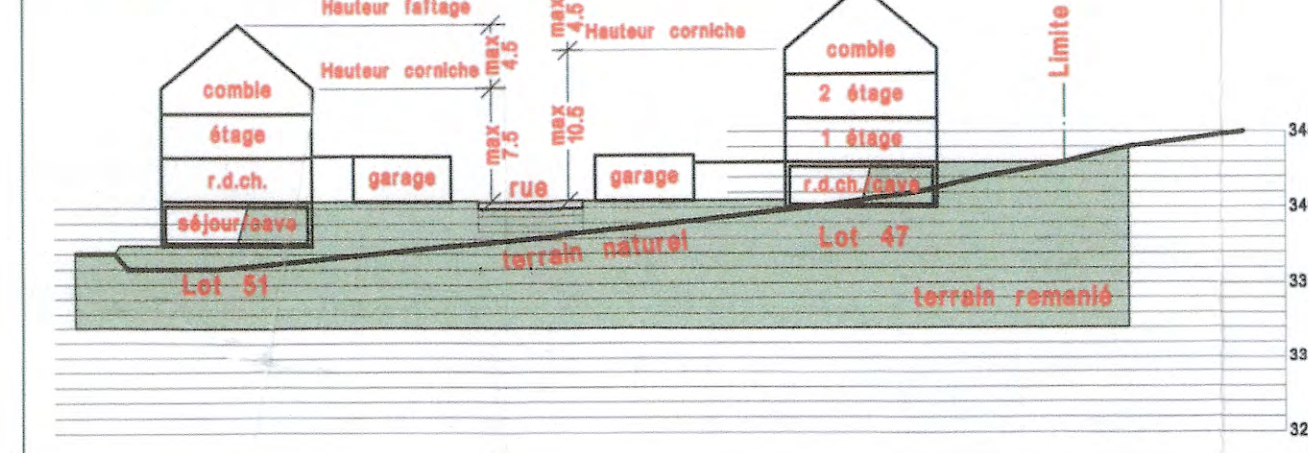 Hauteur faîtage
max
4.5
max
4.5
Hauteur corniche
Hauteur corniche
comble
comble
2 étage
étage
max
7.5
max
10.5
1 étage
Limite
34
r.d.ch.
garage
rue
garage
r.d.ch./cave
34
séjour/cave
terrain naturel
Lot 47
Lot 51
33
terrain remanié
33
32